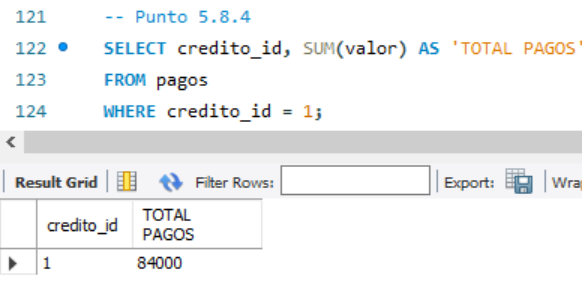 121 -- Punto 5.8.4
122 SELECT credito_id, SUM(valor) AS 'TOTAL PAGOS'
123 FROM pagos
124 WHERE credito_id = 1;
Result Grid Filter Rows: Export: Wra
credito_id TOTAL
PAGOS
1 84000